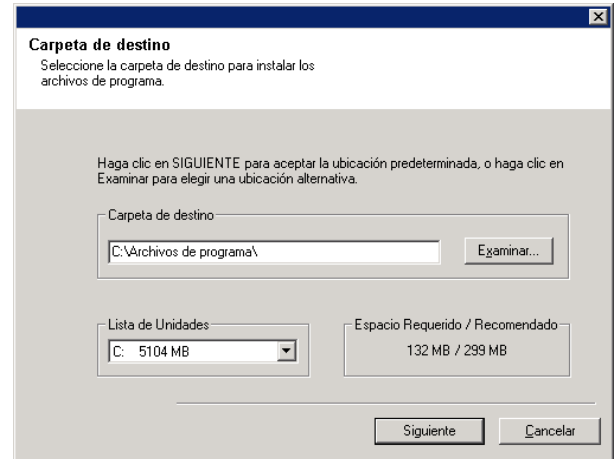 Carpeta de destino
Seleccione la carpeta de destino para instalar los
archivos de programa.
Haga clic en SIGUIENTE para aceptar la ubicación predeterminada, o haga clic en
Examinar para elegir una ubicación alternativa.
Carpeta de destino
C:\Archivos de programa\
Examinar...
Lista de Unidades
Espacio Requerido / Recomendado
C: 5104 MB
132 MB / 299 MB
Siguiente
Cancelar